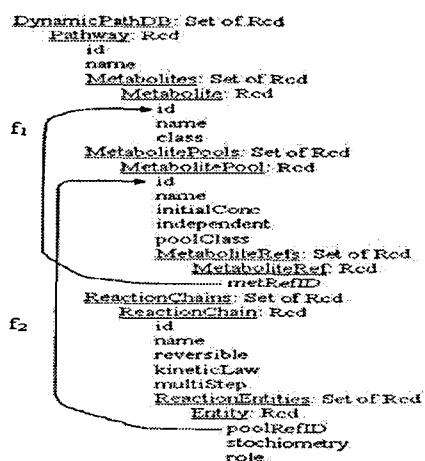 DynamicPathDB: Set of Rcd
Pathway: Rcd
id
name
Metabolites: Set of Rcd
Metabolite: Rcd
id
f₁
name
class
MetabolitePools: Set of Rcd
MetabolitePool: Rcd
id
name
initialConc
independent
poolClass
MetaboliteRefs: Set of Rcd
MetaboliteRef: Rcd
metRefID
ReactionChains: Set of Rcd
ReactionChain: Rcd
f₂
id
name
reversible
kineticLaw
multiStep
ReactionEntities: Set of Rcd
Entity: Rcd
poolRefID
stochiometry
role